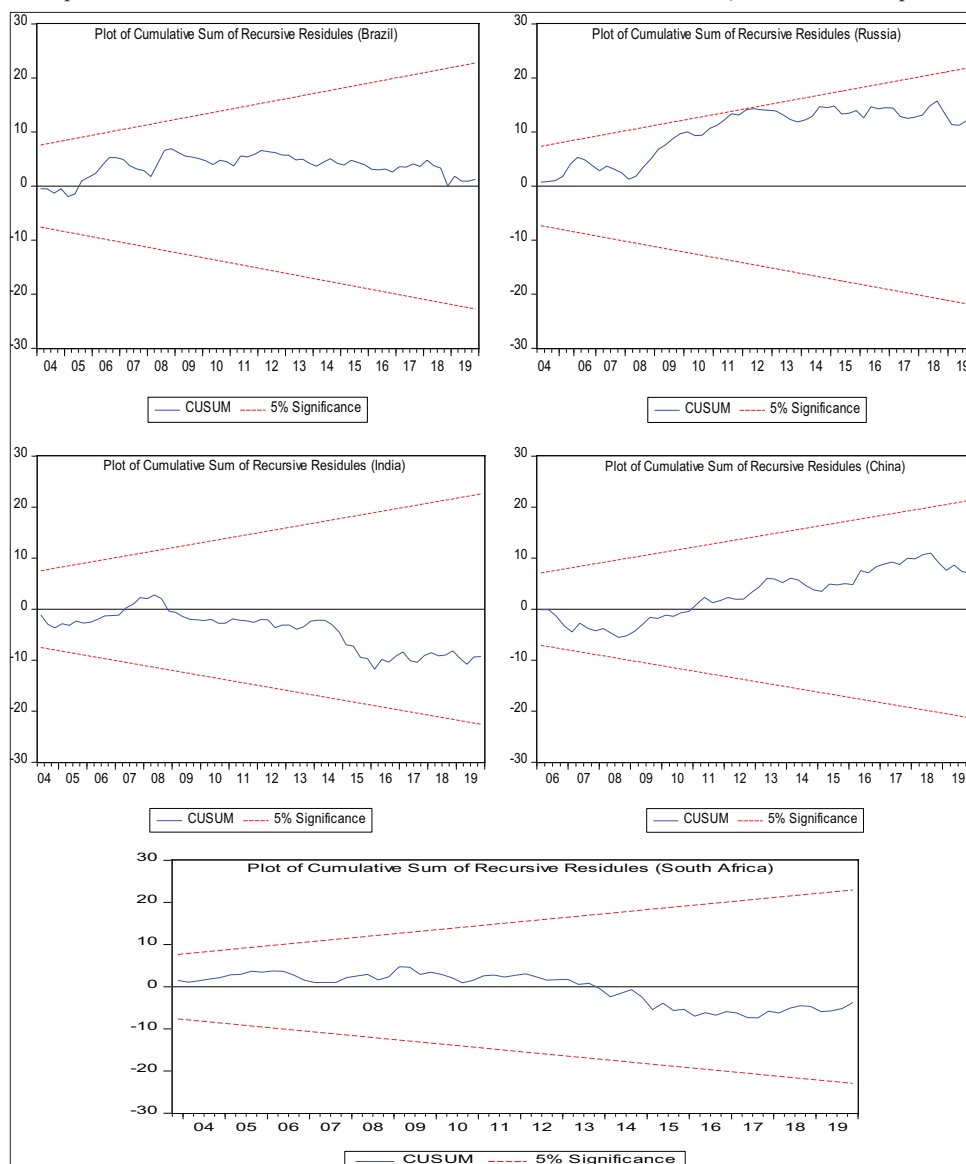 Plot of Cumulative Sum of Recursive Residules (Brazil)
30
20
10
0
-10
-20
-30
04 05 06 07 08 09 10 11 12 13 14 15 16 17 18 19
CUSUM 5% Significance
Plot of Cumulative Sum of Recursive Residules (Russia)
30
20
10
0
-10
-20
-30
04 05 06 07 08 09 10 11 12 13 14 15 16 17 18 19
CUSUM 5% Significance
Plot of Cumulative Sum of Recursive Residules (India)
30
20
10
0
-10
-20
-30
04 05 06 07 08 09 10 11 12 13 14 15 16 17 18 19
CUSUM 5% Significance
Plot of Cumulative Sum of Recursive Residules (China)
30
20
10
0
-10
-20
-30
06 07 08 09 10 11 12 13 14 15 16 17 18 19
CUSUM 5% Significance
Plot of Cumulative Sum of Recursive Residules (South Africa)
30
20
10
0
-10
-20
-30
04 05 06 07 08 09 10 11 12 13 14 15 16 17 18 19
CUSUM 5% Significance